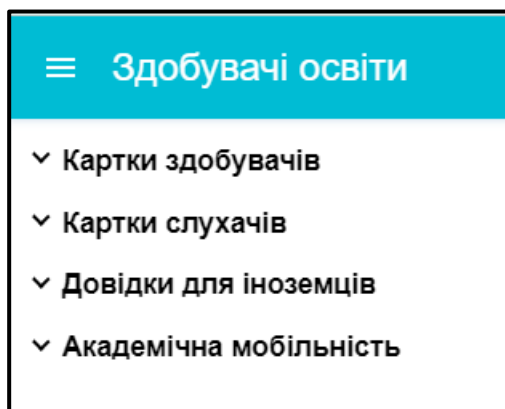 Здобувачі освіти
Картки здобувачів
Картки слухачів
Довідки для іноземців
Академічна мобільність